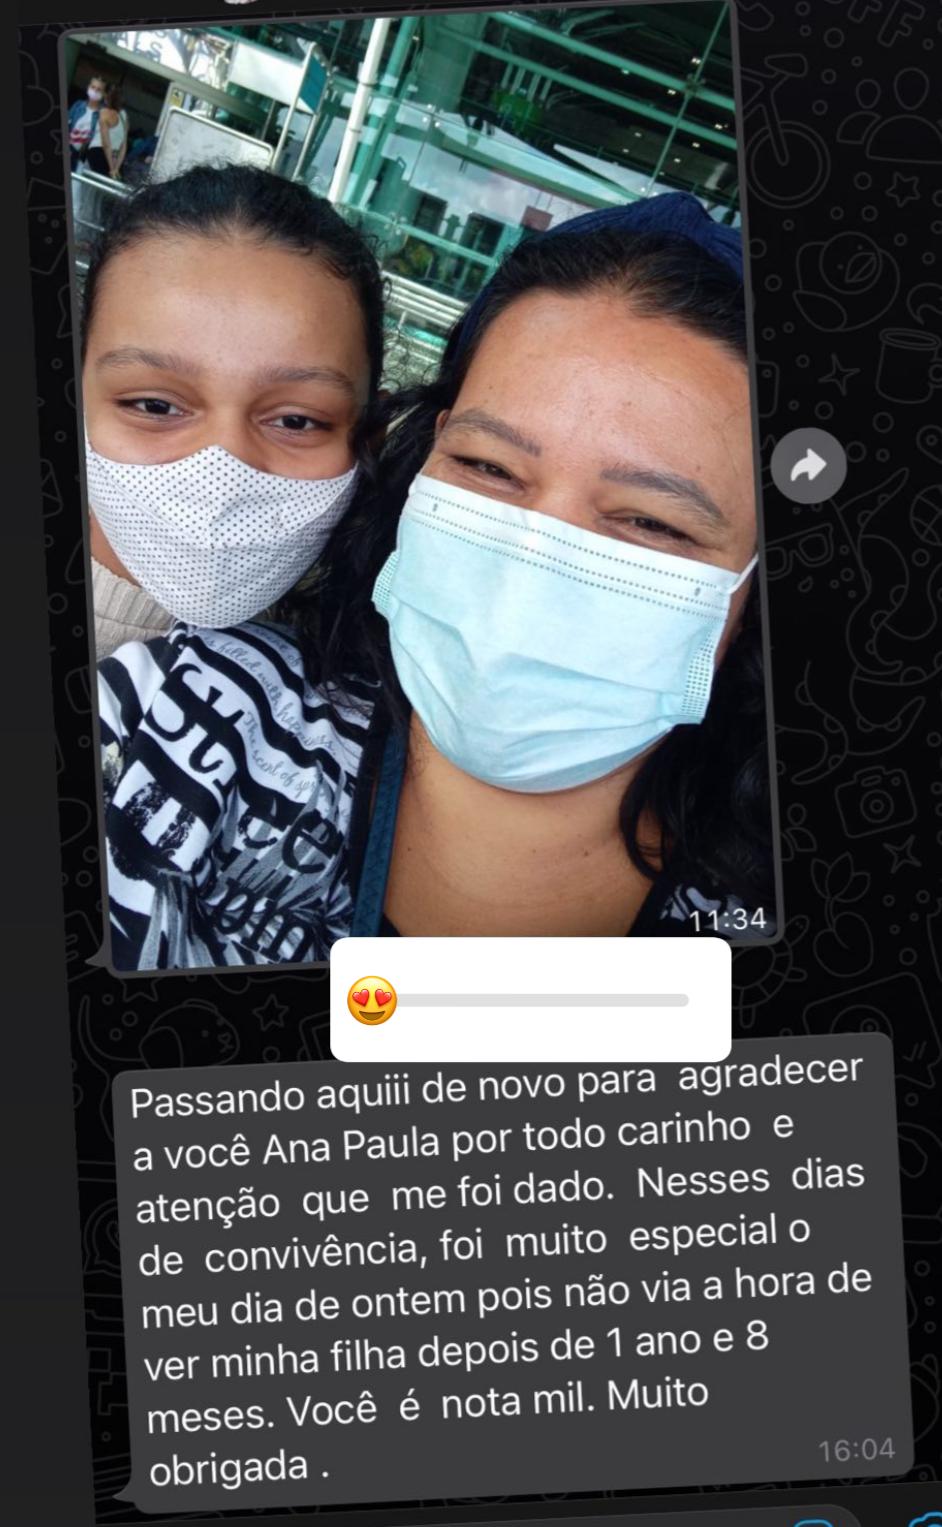 11:34
Passando aquiii de novo para agradecer
a você Ana Paula por todo carinho e
atenção que me foi dado. Nesses dias
de convivência, foi muito especial o
meu dia de ontem pois não via a hora de
ver minha filha depois de 1 ano e 8
meses. Você é nota mil. Muito
obrigada .
16:04